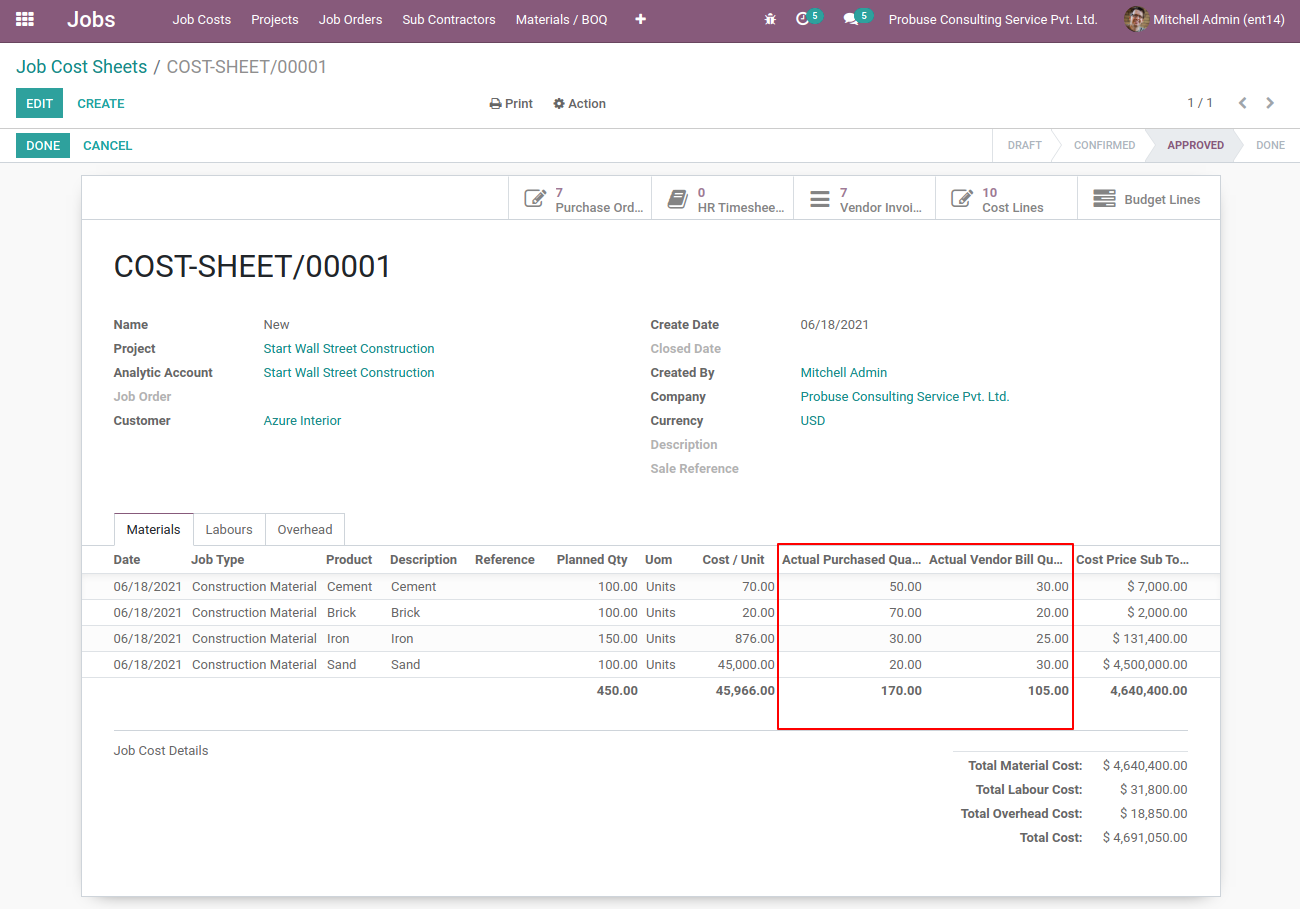 Jobs Job Costs Projects Job Orders Sub Contractors Materials / BOQ 5 5 Probuse Consulting Service Pvt. Ltd. Mitchell Admin (ent14)
Job Cost Sheets / COST-SHEET/00001
EDIT CREATE Print Action 1 / 1
DONE CANCEL DRAFT CONFIRMED APPROVED DONE
7 Purchase Ord... 0 HR Timeshee... 7 Vendor Invoi... 10 Cost Lines Budget Lines
COST-SHEET/00001
Name New Create Date 06/18/2021
Project Start Wall Street Construction Closed Date
Analytic Account Start Wall Street Construction Created By Mitchell Admin
Job Order Company Probuse Consulting Service Pvt. Ltd.
Customer Azure Interior Currency USD
Description
Sale Reference
Materials Labours Overhead
Date Job Type Product Description Reference Planned Qty Uom Cost / Unit Actual Purchased Qua... Actual Vendor Bill Qu... Cost Price Sub To...
06/18/2021 Construction Material Cement Cement 100.00 Units 70.00 50.00 30.00 $ 7,000.00
06/18/2021 Construction Material Brick Brick 100.00 Units 20.00 70.00 20.00 $ 2,000.00
06/18/2021 Construction Material Iron Iron 150.00 Units 876.00 30.00 25.00 $ 131,400.00
06/18/2021 Construction Material Sand Sand 100.00 Units 45,000.00 20.00 30.00 $ 4,500,000.00
450.00 45,966.00 170.00 105.00 4,640,400.00
Job Cost Details
Total Material Cost: $ 4,640,400.00
Total Labour Cost: $ 31,800.00
Total Overhead Cost: $ 18,850.00
Total Cost: $ 4,691,050.00